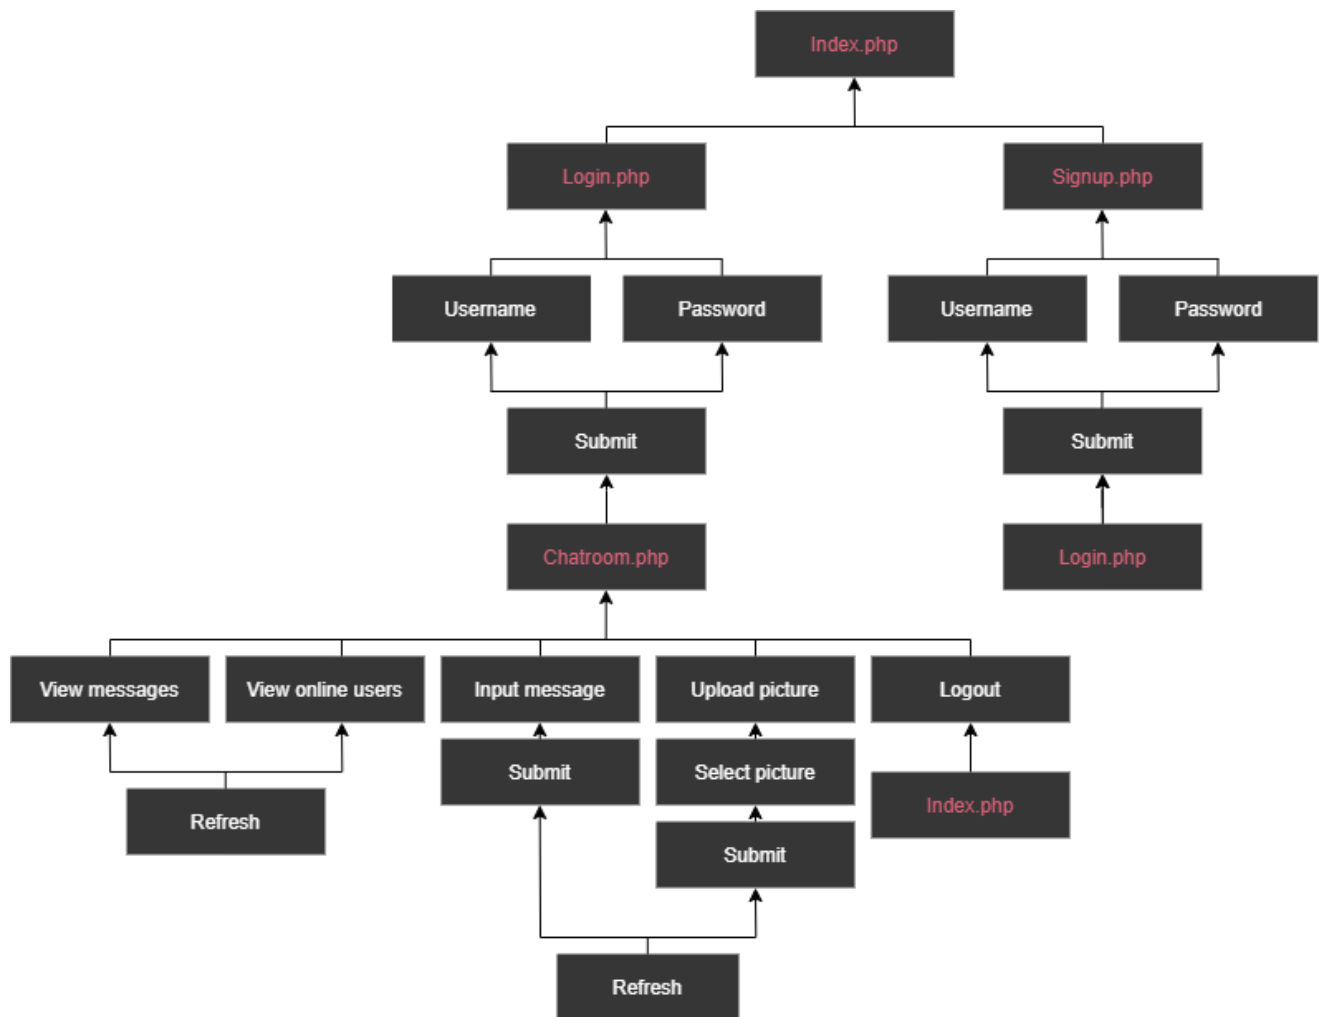 Index.php
Login.php
Signup.php
Username
Password
Username
Password
Submit
Submit
Chatroom.php
Login.php
View messages
View online users
Input message
Upload picture
Logout
Submit
Select picture
Index.php
Refresh
Submit
Refresh